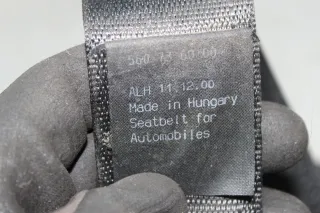 ALH 11.12.00
Made in Hungary
Seatbelt for
Automobiles